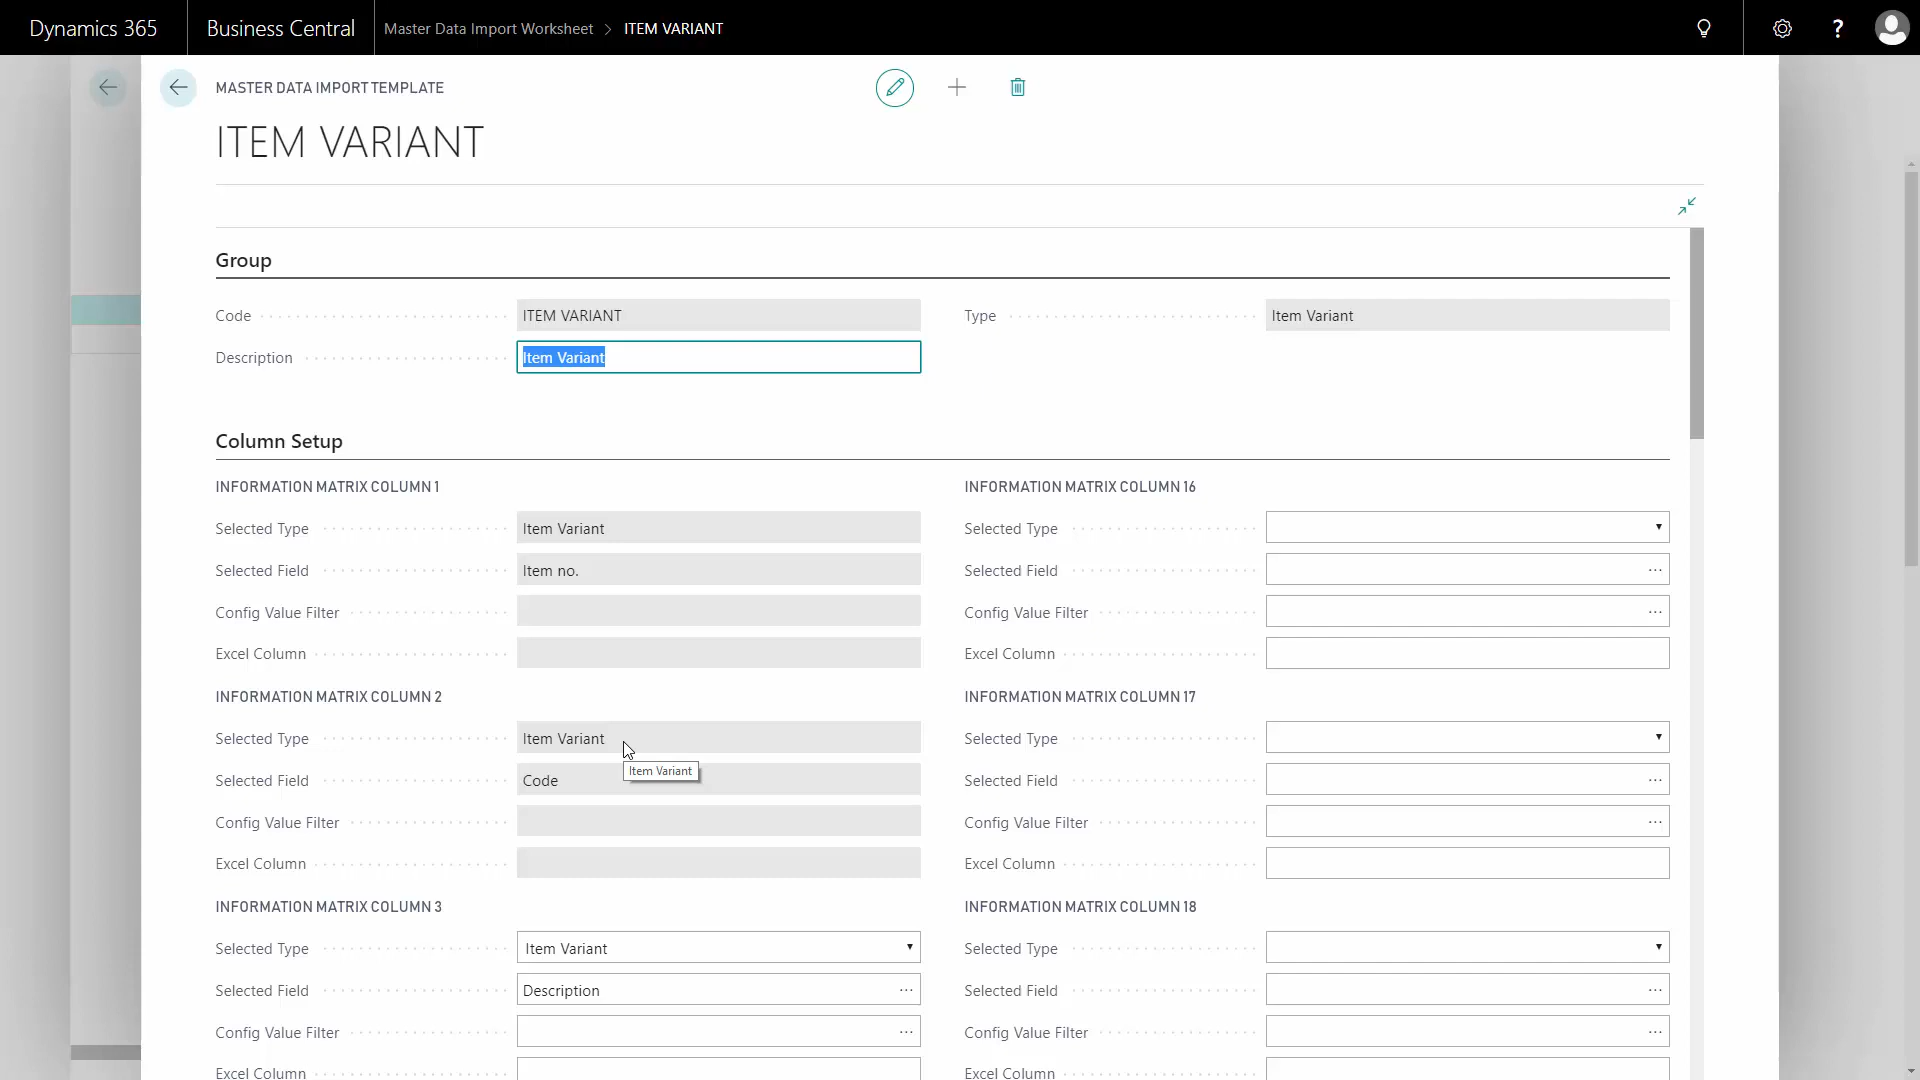 Dynamics 365 Business Central Master Data Import Worksheet > ITEM VARIANT ?
MASTER DATA IMPORT TEMPLATE
ITEM VARIANT
Group
Code ITEM VARIANT
Type Item Variant
Description Item Variant
Column Setup
INFORMATION MATRIX COLUMN 1
Selected Type Item Variant
Selected Field Item no.
Config Value Filter
Excel Column
INFORMATION MATRIX COLUMN 2
Selected Type Item Variant
Item Variant
Selected Field Code
Config Value Filter
Excel Column
INFORMATION MATRIX COLUMN 3
Selected Type Item Variant
Selected Field Description
Config Value Filter
Excel Column
INFORMATION MATRIX COLUMN 16
Selected Type
Selected Field
Config Value Filter
Excel Column
INFORMATION MATRIX COLUMN 17
Selected Type
Selected Field
Config Value Filter
Excel Column
INFORMATION MATRIX COLUMN 18
Selected Type
Selected Field
Config Value Filter
Excel Column